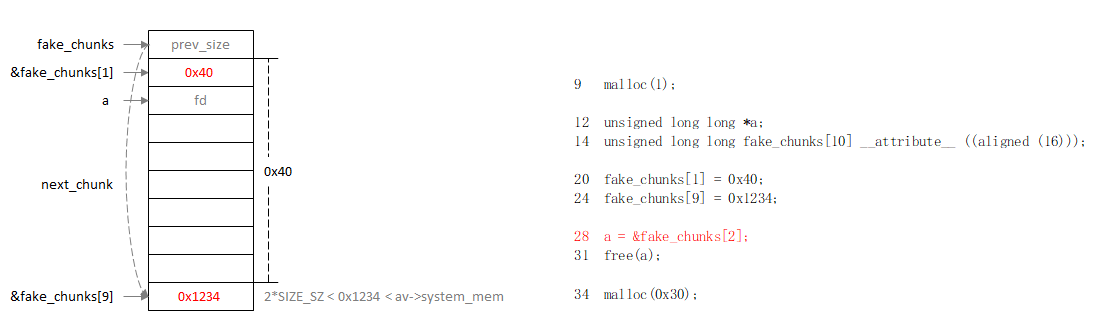 fake_chunks
prev_size
&fake_chunks[1]
0x40
a
fd
next_chunk
0x40
&fake_chunks[9]
0x1234
2*SIZE_SZ < 0x1234 < av->system_mem
9 malloc(1);
12 unsigned long long *a;
14 unsigned long long fake_chunks[10] __attribute__ ((aligned (16)));
20 fake_chunks[1] = 0x40;
24 fake_chunks[9] = 0x1234;
28 a = &fake_chunks[2];
31 free(a);
34 malloc(0x30);